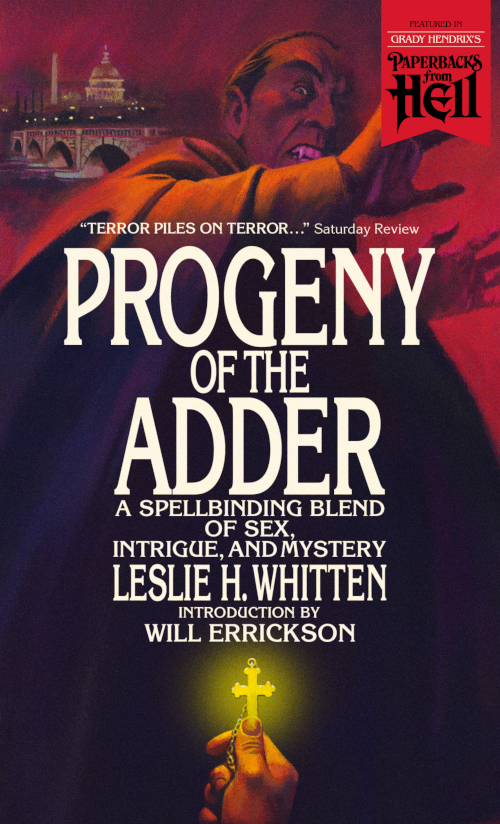 FEATURED IN
GRADY HENDRIX'S
PAPERBACKS
from
HELL
“TERROR PILES ON TERROR...” Saturday Review
PROGENY
OF THE
ADDER
A SPELLBINDING BLEND
OF SEX,
INTRIGUE, AND MYSTERY
LESLIE H. WHITTEN
INTRODUCTION BY
WILL ERRICKSON